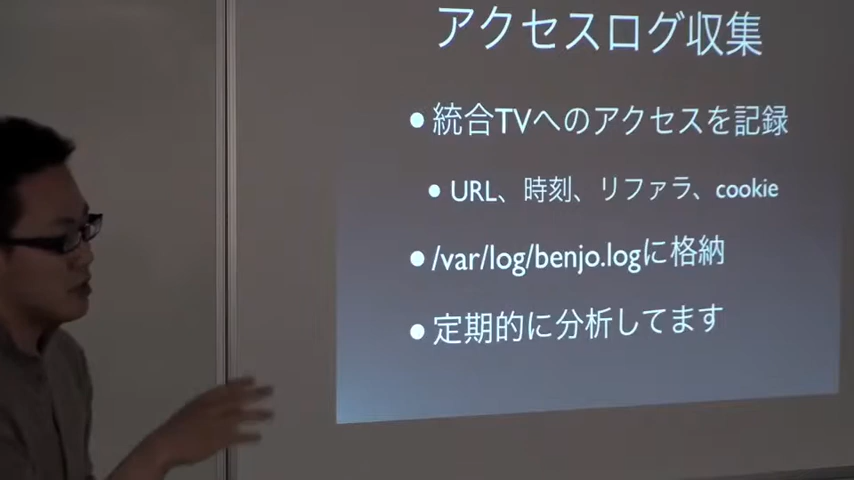 アクセスログ収集
• 統合TVへのアクセスを記録
• URL、時刻、リファラ、cookie
• /var/log/benjo.logに格納
• 定期的に分析してます